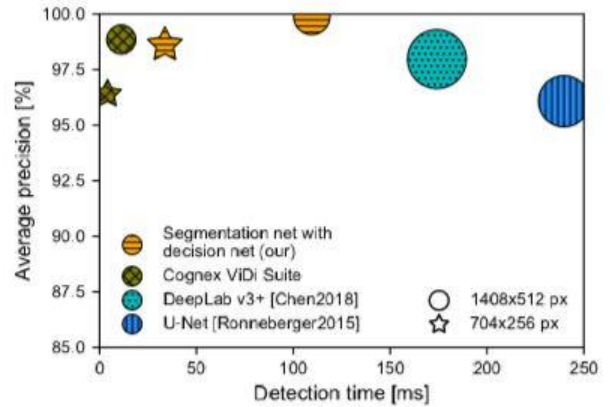 Average precision [%]
100.0
97.5
95.0
92.5
90.0
87.5
85.0
Segmentation net with
decision net (our)
Cognex ViDi Suite
DeepLab v3+ [Chen2018]
U-Net [Ronneberger2015]
1408x512 px
704x256 px
0 50 100 150 200 250
Detection time [ms]